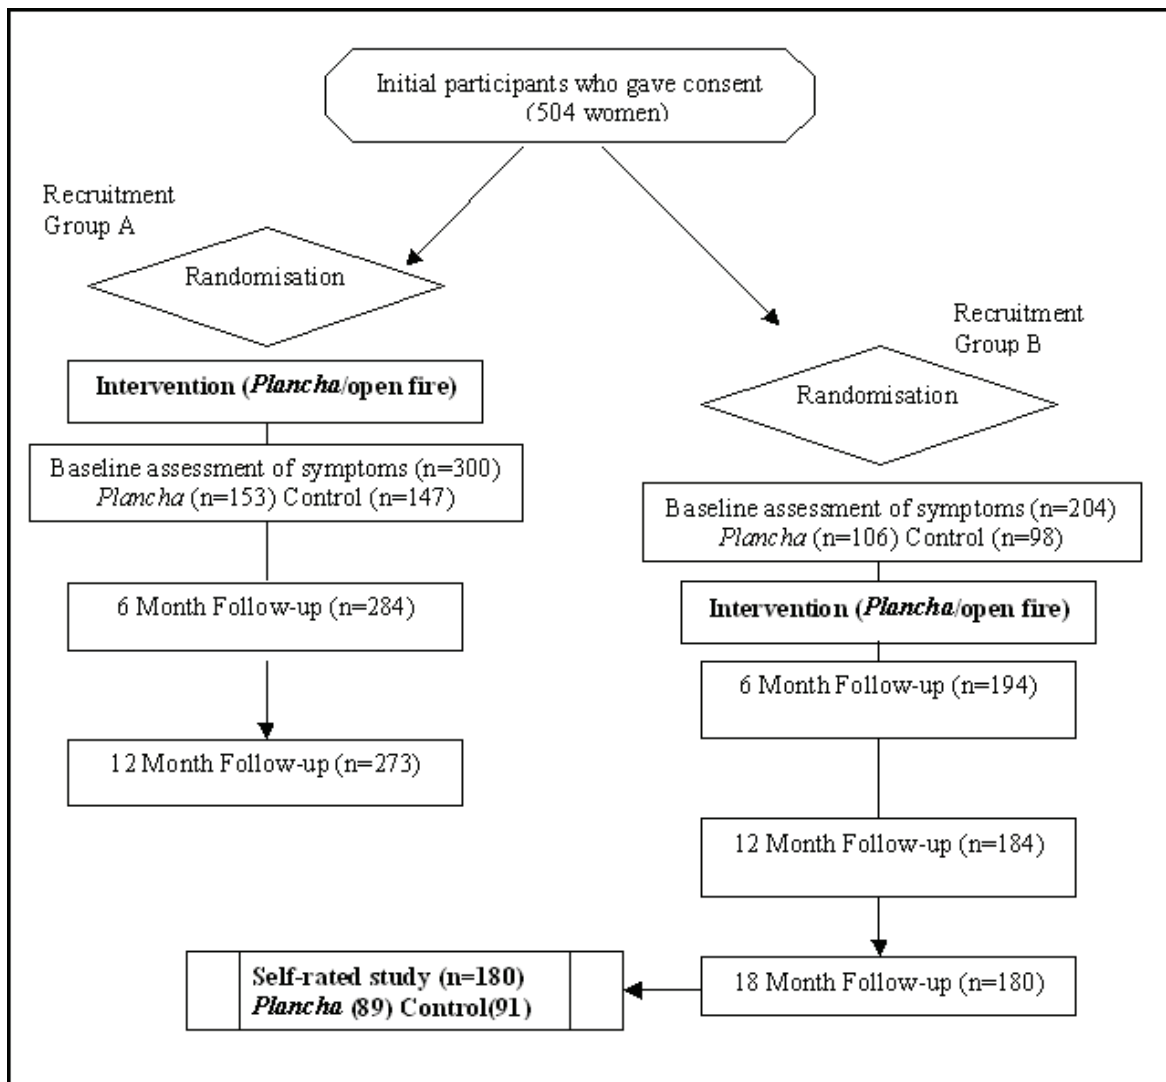 Initial participants who gave consent
(504 women)
Recruitment
Group A
Randomisation
Intervention (Plancha/open fire)
Baseline assessment of symptoms (n=300)
Plancha (n=153) Control (n=147)
6 Month Follow-up (n=284)
12 Month Follow-up (n=273)
Recruitment
Group B
Randomisation
Baseline assessment of symptoms (n=204)
Plancha (n=106) Control (n=98)
Intervention (Plancha/open fire)
6 Month Follow-up (n=194)
12 Month Follow-up (n=184)
18 Month Follow-up (n=180)
Self-rated study (n=180)
Plancha (89) Control(91)